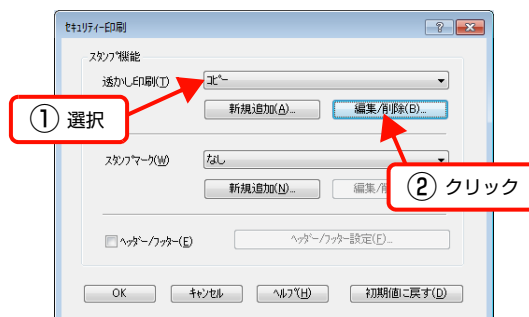 セキュリティー印刷
スタンプ機能
透かし印刷(T)
コピー
新規追加(A)...
編集/削除(B)...
① 選択
スタンプマーク(W)
なし
新規追加(N)...
編集/削
② クリック
ヘッダー/フッター(E)
ヘッダー/フッター設定(F)...
OK
キャンセル
ヘルプ(H)
初期値に戻す(D)